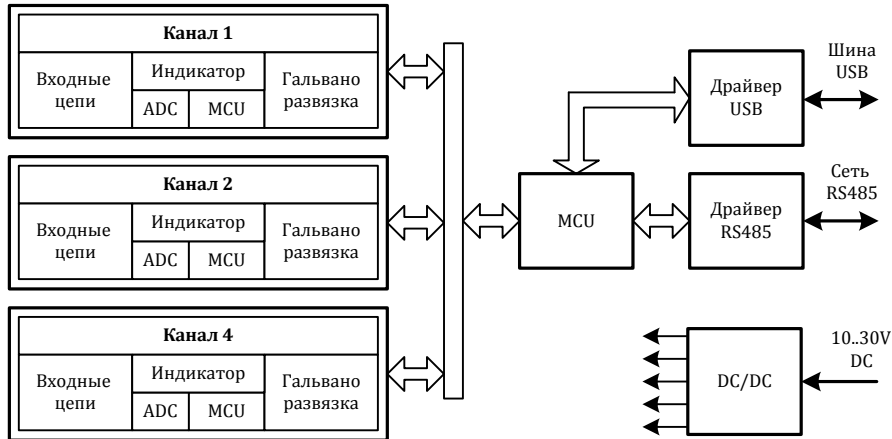 Канал 1
Входные
цепи
Индикатор
ADC
MCU
Гальвано
развязка
Канал 2
Входные
цепи
Индикатор
ADC
MCU
Гальвано
развязка
Канал 4
Входные
цепи
Индикатор
ADC
MCU
Гальвано
развязка
MCU
Драйвер
USB
Шина
USB
Драйвер
RS485
Сеть
RS485
DC/DC
10..30V
DC